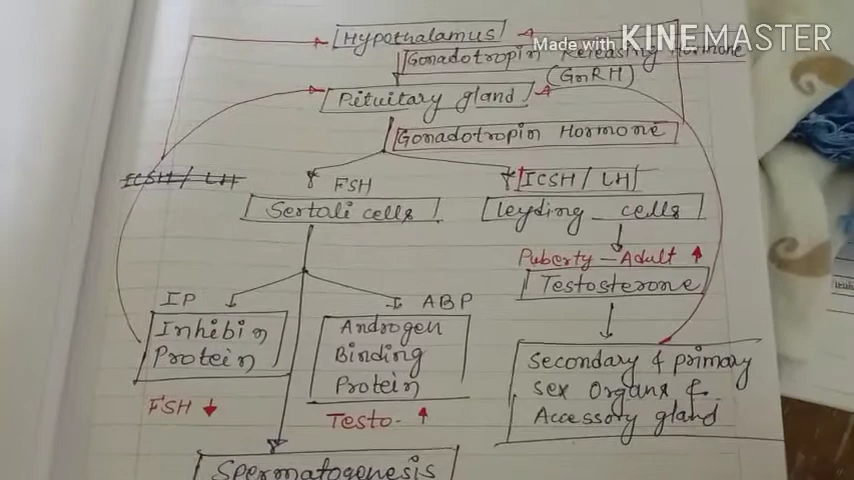 Hypothalamus
Made with KINEMASTER
Gonadotropin Releasing Hormone
(GnRH)
Pituitary gland
Gonadotropin Hormone
ICSH / LH
FSH
ICSH / LH
Sertali cells
leyding cells
Puberty - Adult
Testosterone
IP
ABP
Inhibin
Protein
Androgen
Binding
Protein
Secondary & primary
sex Organx &
Accessory gland
FSH
Testo-
Spermatogenesis